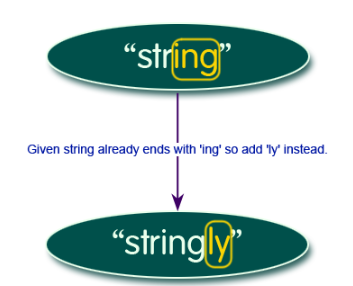 “string”
Given string already ends with 'ing' so add 'ly' instead.
“stringly”